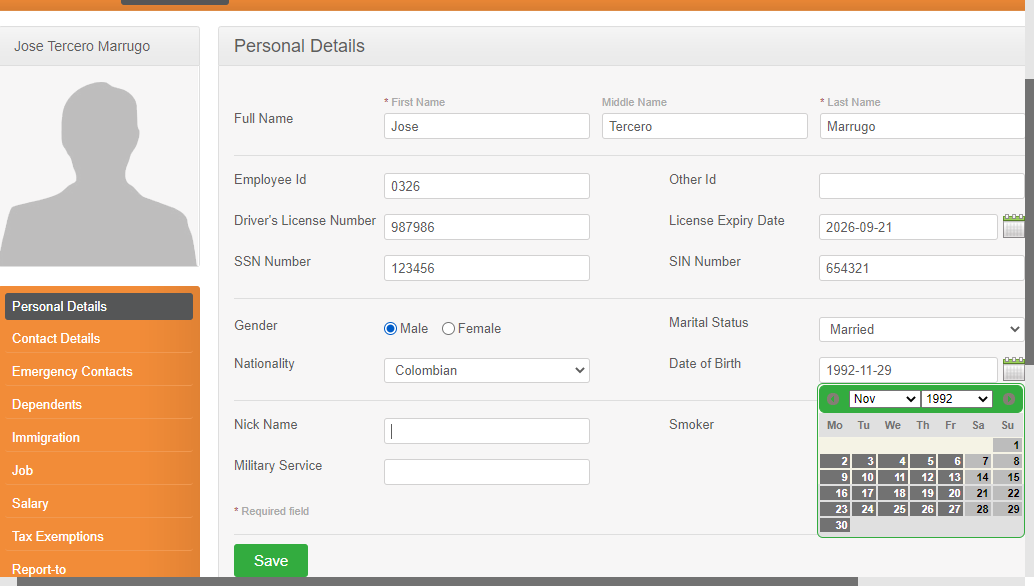 Jose Tercero Marrugo
Personal Details
Full Name
* First Name
Middle Name
* Last Name
Jose
Tercero
Marrugo
Employee Id
0326
Other Id
Driver's License Number
987986
License Expiry Date
2026-09-21
SSN Number
123456
SIN Number
654321
Gender
Male
Female
Marital Status
Married
Nationality
Colombian
Date of Birth
1992-11-29
Nov
1992
Mo Tu We Th Fr Sa Su
1
2 3 4 5 6 7 8
9 10 11 12 13 14 15
16 17 18 19 20 21 22
23 24 25 26 27 28 29
30
Nick Name
Smoker
Military Service
* Required field
Save
Personal Details
Contact Details
Emergency Contacts
Dependents
Immigration
Job
Salary
Tax Exemptions
Report-to